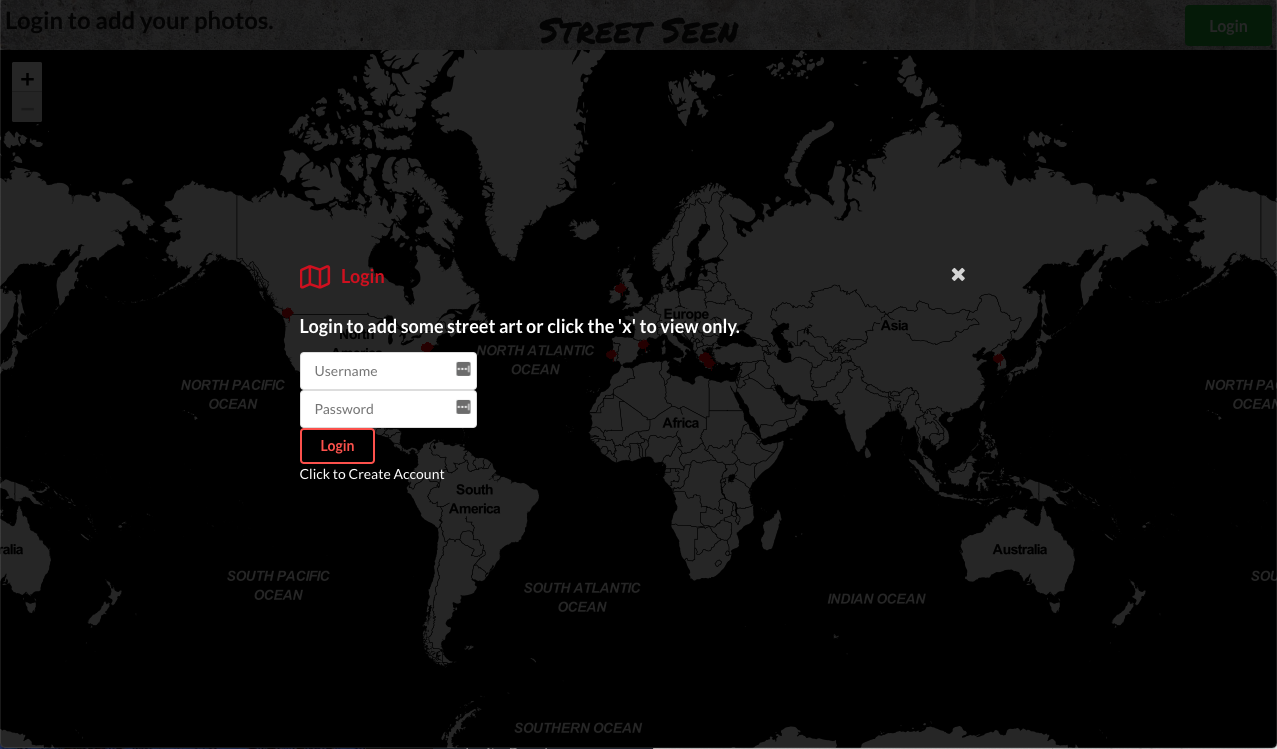 Login to add your photos.
STREET SEEN
Login
+
−
Login
Login to add some street art or click the 'x' to view only.
Europe
Asia
North
America
NORTH ATLANTIC
OCEAN
Username
NORTH PACIFIC
OCEAN
NORTH PA
OCEAN
Password
Africa
Login
Click to Create Account
South
America
ralia
Australia
SOUTH PACIFIC
OCEAN
SOUTH ATLANTIC
OCEAN
INDIAN OCEAN
SOU
SOUTHERN OCEAN